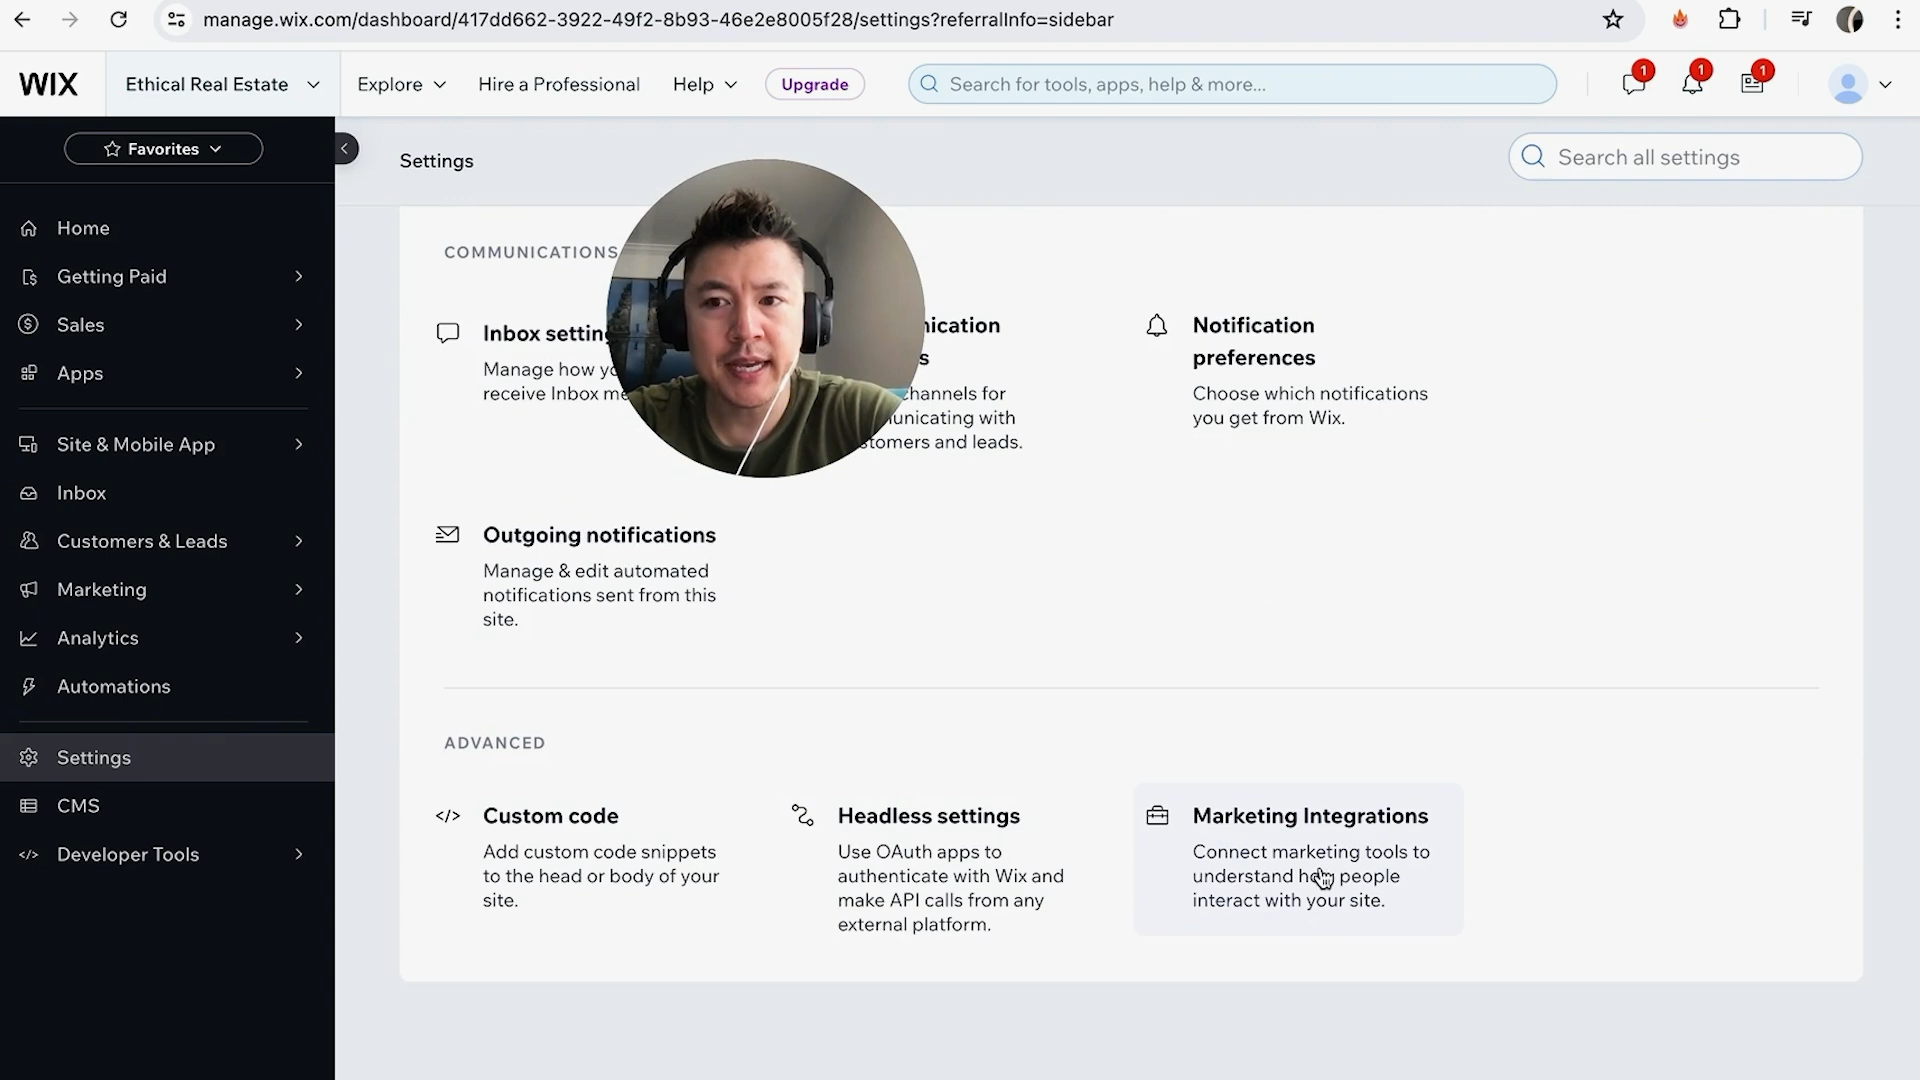 manage.wix.com/dashboard/417dd662-3922-49f2-8b93-46e2e8005f28/settings?referralInfo=sidebar
WIX
Ethical Real Estate
Explore
Hire a Professional
Help
Upgrade
Search for tools, apps, help & more...
1
1
1
Favorites
Settings
Search all settings
Home
Getting Paid
Sales
Apps
Site & Mobile App
Inbox
Customers & Leads
Marketing
Analytics
Automations
Settings
CMS
Developer Tools
COMMUNICATIONS
Inbox
Manage how
receive Inbox
channels for
with
and leads.
Notification
preferences
Choose which notifications
you get from Wix.
Outgoing notifications
Manage & edit automated
notifications sent from this
site.
ADVANCED
Custom code
Add custom code snippets
to the head or body of your
site.
Headless settings
Use OAuth apps to
authenticate with Wix and
make API calls from any
external platform.
Marketing Integrations
Connect marketing tools to
understand how people
interact with your site.